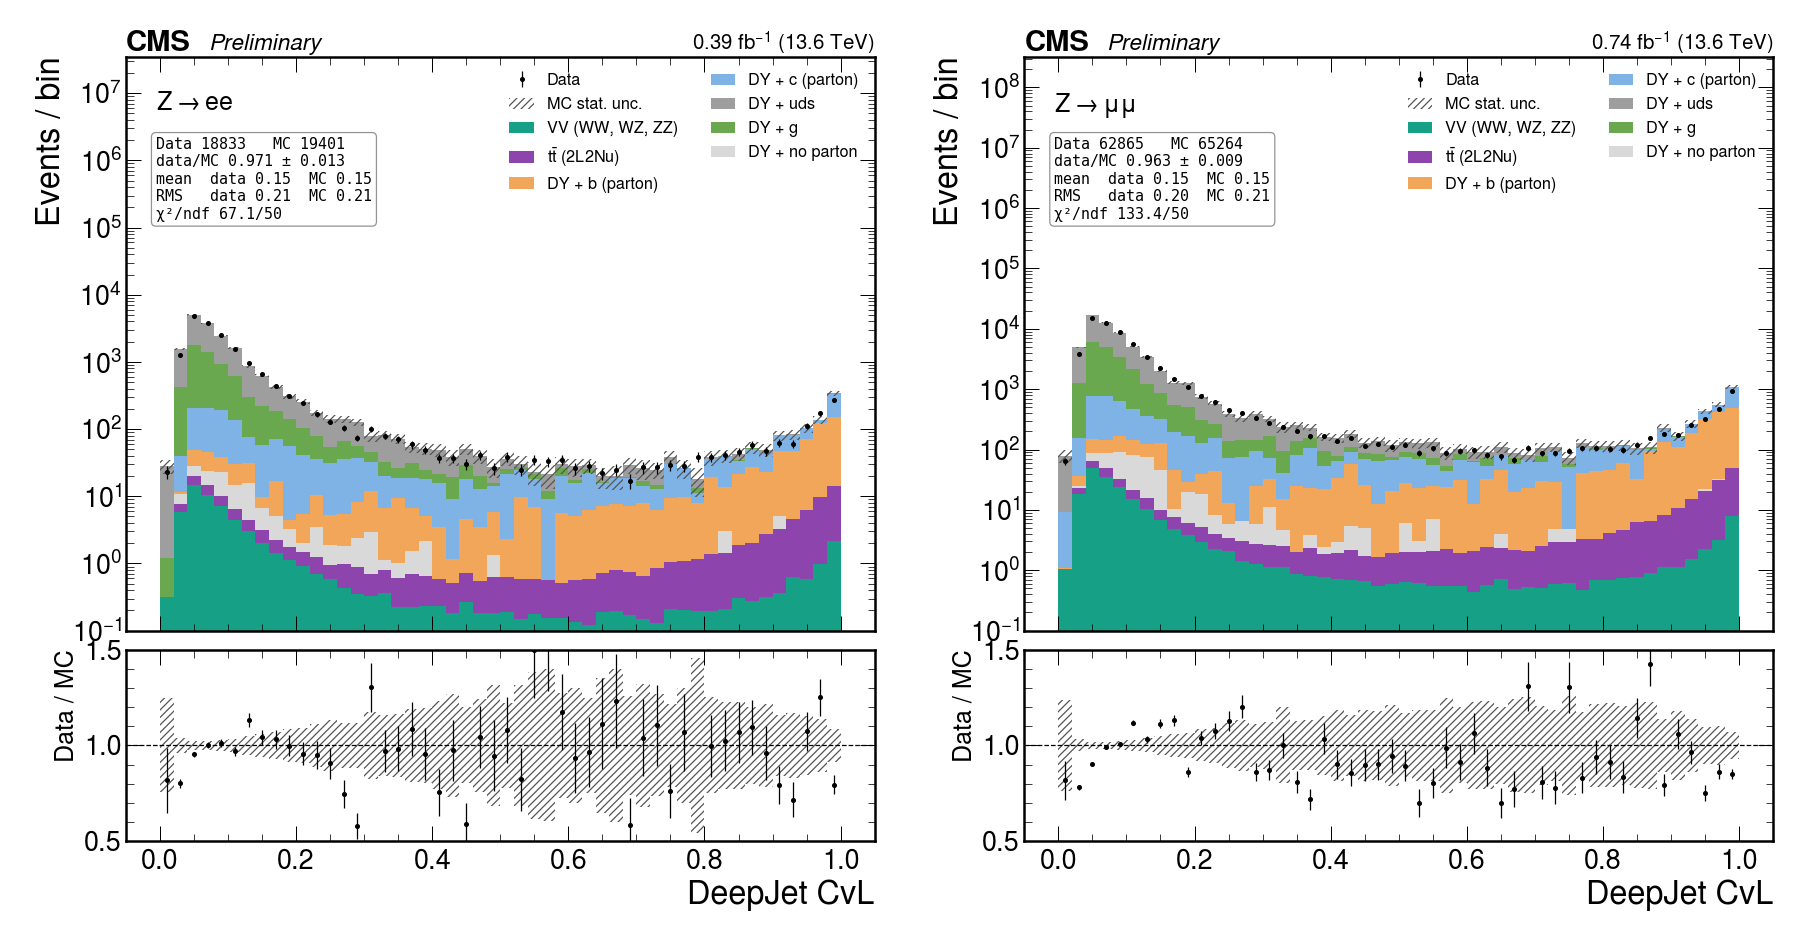 CMS Preliminary 0.39 fb⁻¹ (13.6 TeV)
Events / bin
10⁷
10⁶
10⁵
10⁴
10³
10²
10¹
10⁰
10⁻¹
Z → ee
Data 18833 MC 19401
data/MC 0.971 ± 0.013
mean data 0.15 MC 0.15
RMS data 0.21 MC 0.21
χ²/ndf 67.1/50
Data
MC stat. unc.
VV (WW, WZ, ZZ)
tt̄ (2L2Nu)
DY + b (parton)
DY + c (parton)
DY + uds
DY + g
DY + no parton
Data / MC
1.5
1.0
0.5
0.0 0.2 0.4 0.6 0.8 1.0
DeepJet CvL
CMS Preliminary 0.74 fb⁻¹ (13.6 TeV)
Events / bin
10⁸
10⁷
10⁶
10⁵
10⁴
10³
10²
10¹
10⁰
10⁻¹
Z → μμ
Data 62865 MC 65264
data/MC 0.963 ± 0.009
mean data 0.15 MC 0.15
RMS data 0.20 MC 0.21
χ²/ndf 133.4/50
Data
MC stat. unc.
VV (WW, WZ, ZZ)
tt̄ (2L2Nu)
DY + b (parton)
DY + c (parton)
DY + uds
DY + g
DY + no parton
Data / MC
1.5
1.0
0.5
0.0 0.2 0.4 0.6 0.8 1.0
DeepJet CvL